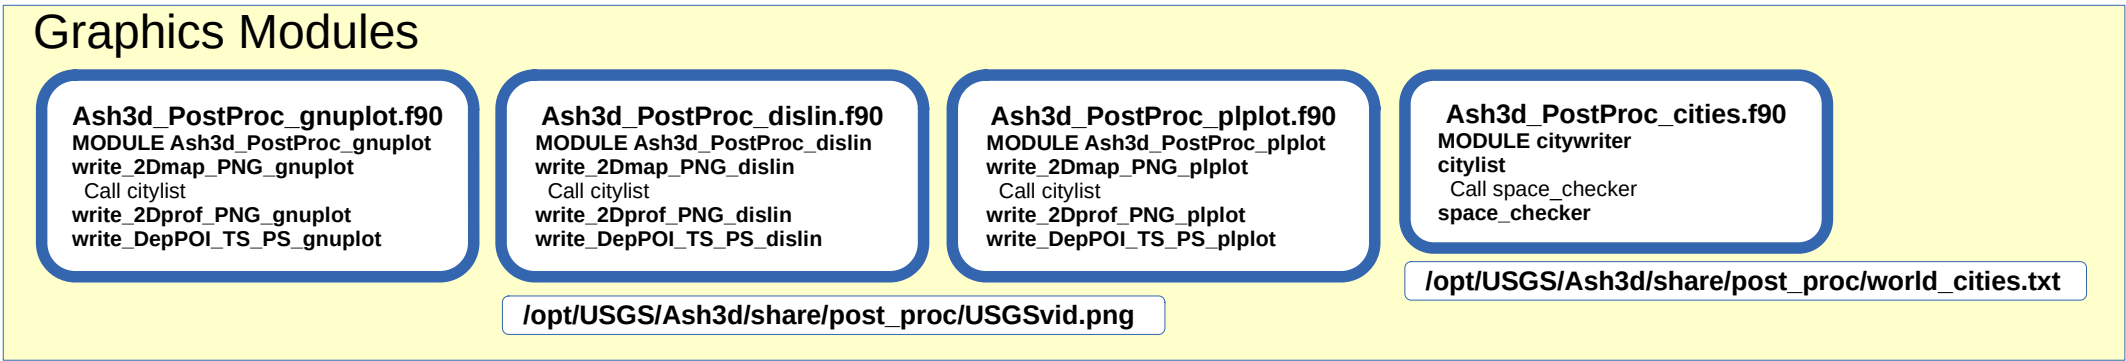 Graphics Modules
Ash3d_PostProc_gnuplot.f90
MODULE Ash3d_PostProc_gnuplot
write_2Dmap_PNG_gnuplot
Call citylist
write_2Dprof_PNG_gnuplot
write_DepPOI_TS_PS_gnuplot
Ash3d_PostProc_dislin.f90
MODULE Ash3d_PostProc_dislin
write_2Dmap_PNG_dislin
Call citylist
write_2Dprof_PNG_dislin
write_DepPOI_TS_PS_dislin
Ash3d_PostProc_plplot.f90
MODULE Ash3d_PostProc_plplot
write_2Dmap_PNG_plplot
Call citylist
write_2Dprof_PNG_plplot
write_DepPOI_TS_PS_plplot
Ash3d_PostProc_cities.f90
MODULE citywriter
citylist
Call space_checker
space_checker
/opt/USGS/Ash3d/share/post_proc/world_cities.txt
/opt/USGS/Ash3d/share/post_proc/USGSvid.png